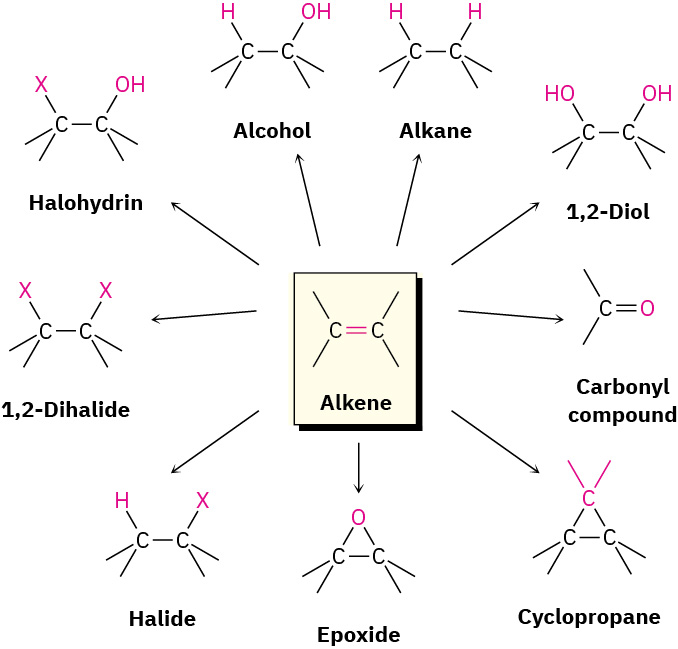 H OH
C C
Alcohol
H H
C C
Alkane
X OH
C C
Halohydrin
HO OH
C C
1,2-Diol
X X
C C
1,2-Dihalide
C=C
Alkene
C=O
Carbonyl
compound
H X
C C
Halide
O
C C
Epoxide
C
C C
Cyclopropane